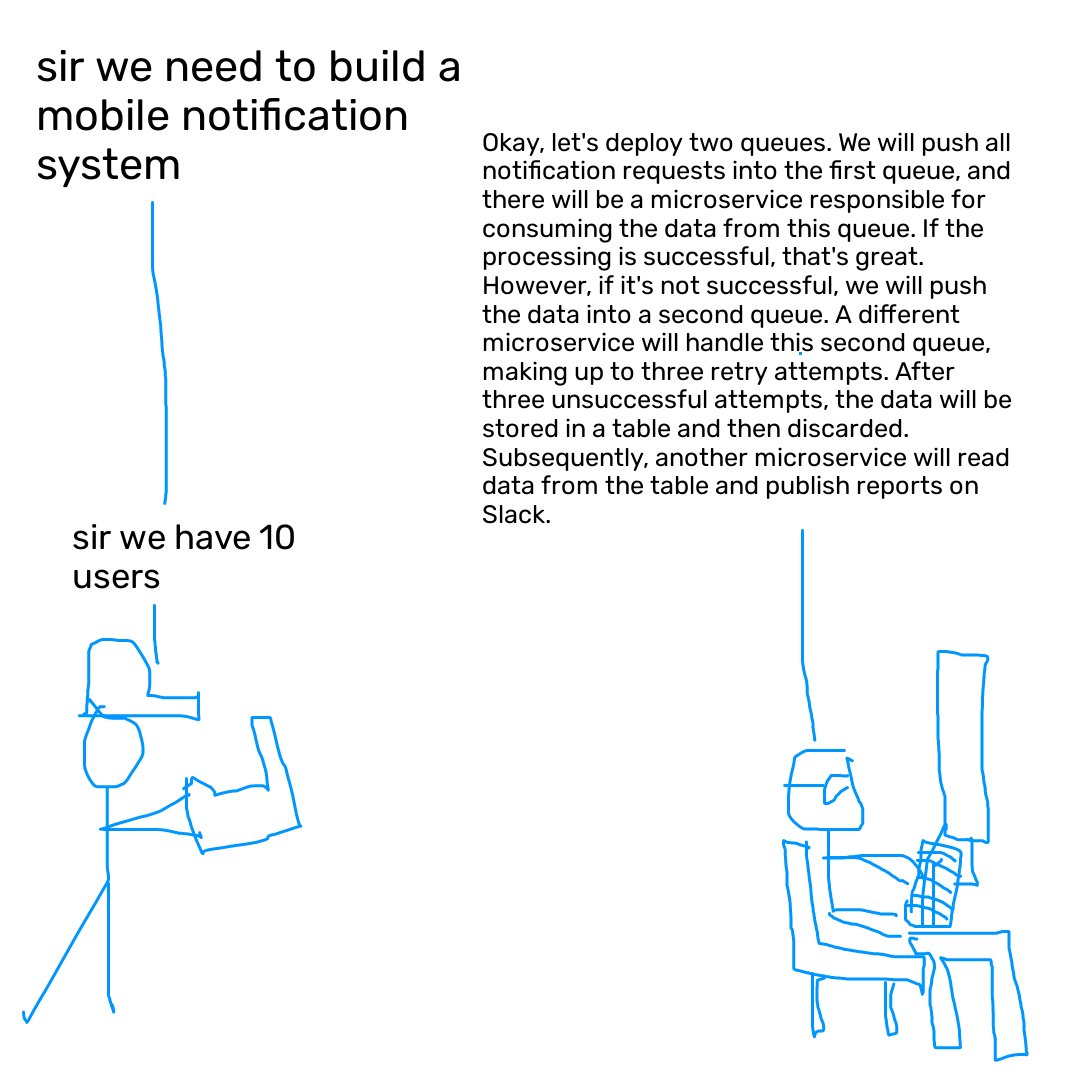 sir we need to build a
mobile notification
system
Okay, let's deploy two queues. We will push all
notification requests into the first queue, and
there will be a microservice responsible for
consuming the data from this queue. If the
processing is successful, that's great.
However, if it's not successful, we will push
the data into a second queue. A different
microservice will handle this second queue,
making up to three retry attempts. After
three unsuccessful attempts, the data will be
stored in a table and then discarded.
Subsequently, another microservice will read
data from the table and publish reports on
Slack.
sir we have 10
users